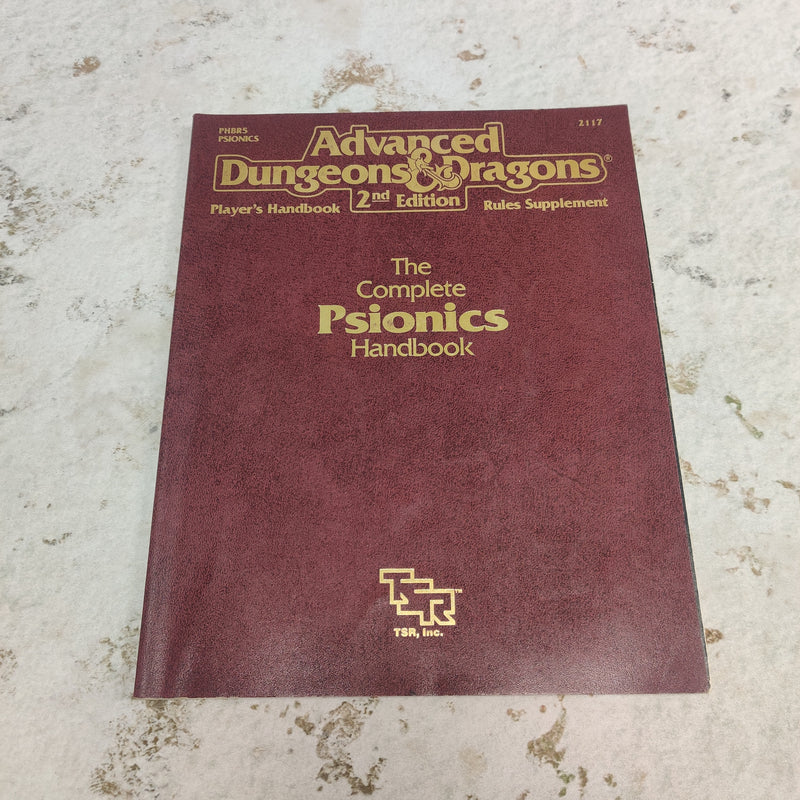 PHBR5
PSIONICS
2117
Advanced
Dungeons & Dragons®
2nd Edition
Player's Handbook
Rules Supplement
The
Complete
Psionics
Handbook
TSR™
TSR, Inc.